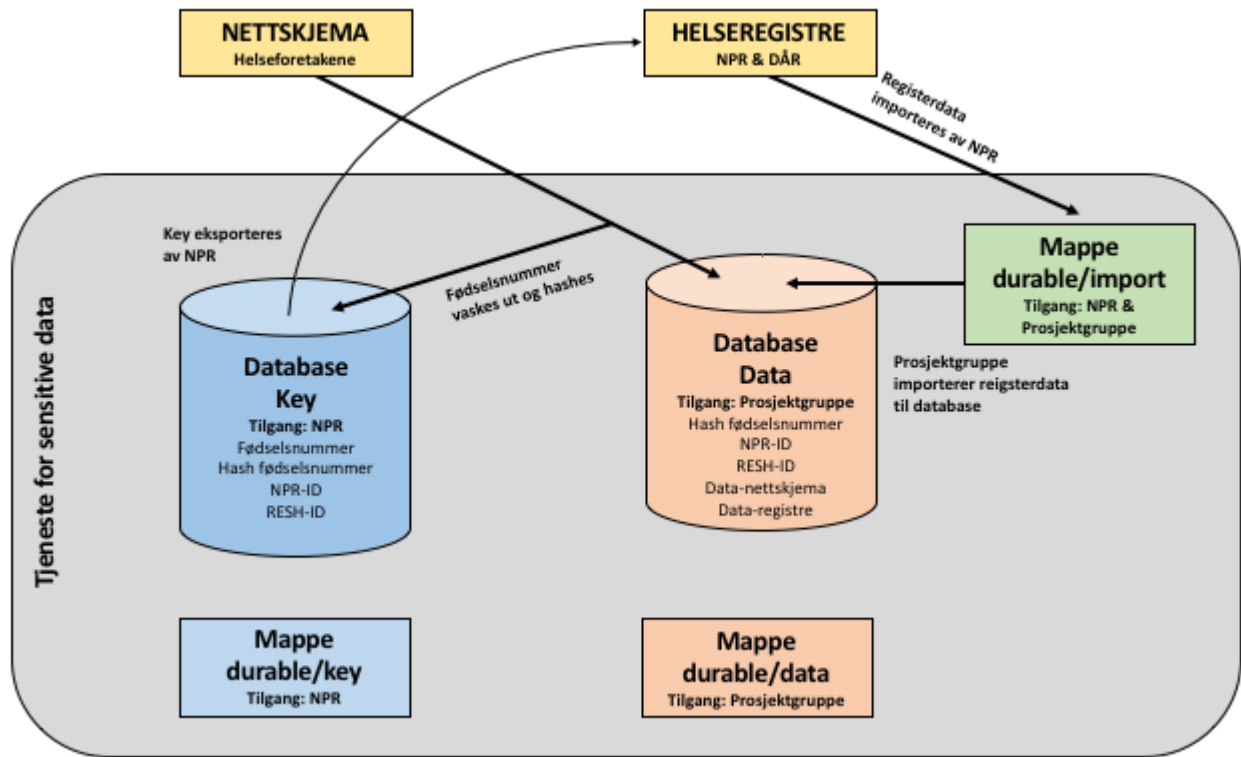 NETTSKJEMA
Helseforetakene
HELSEREGISTRE
NPR & DÅR
Registerdata
importeres av NPR
Key eksporteres
av NPR
Fødselsnummer
vaskes ut og hashes
Mappe
durable/import
Tilgang: NPR &
Prosjektgruppe
Database
Key
Tilgang: NPR
Fødselsnummer
Hash fødselsnummer
NPR-ID
RESH-ID
Database
Data
Tilgang: Prosjektgruppe
Hash fødselsnummer
NPR-ID
RESH-ID
Data-nettskjema
Data-registre
Prosjektgruppe
importerer reigsterdata
til database
Tjeneste for sensitive data
Mappe
durable/key
Tilgang: NPR
Mappe
durable/data
Tilgang: Prosjektgruppe